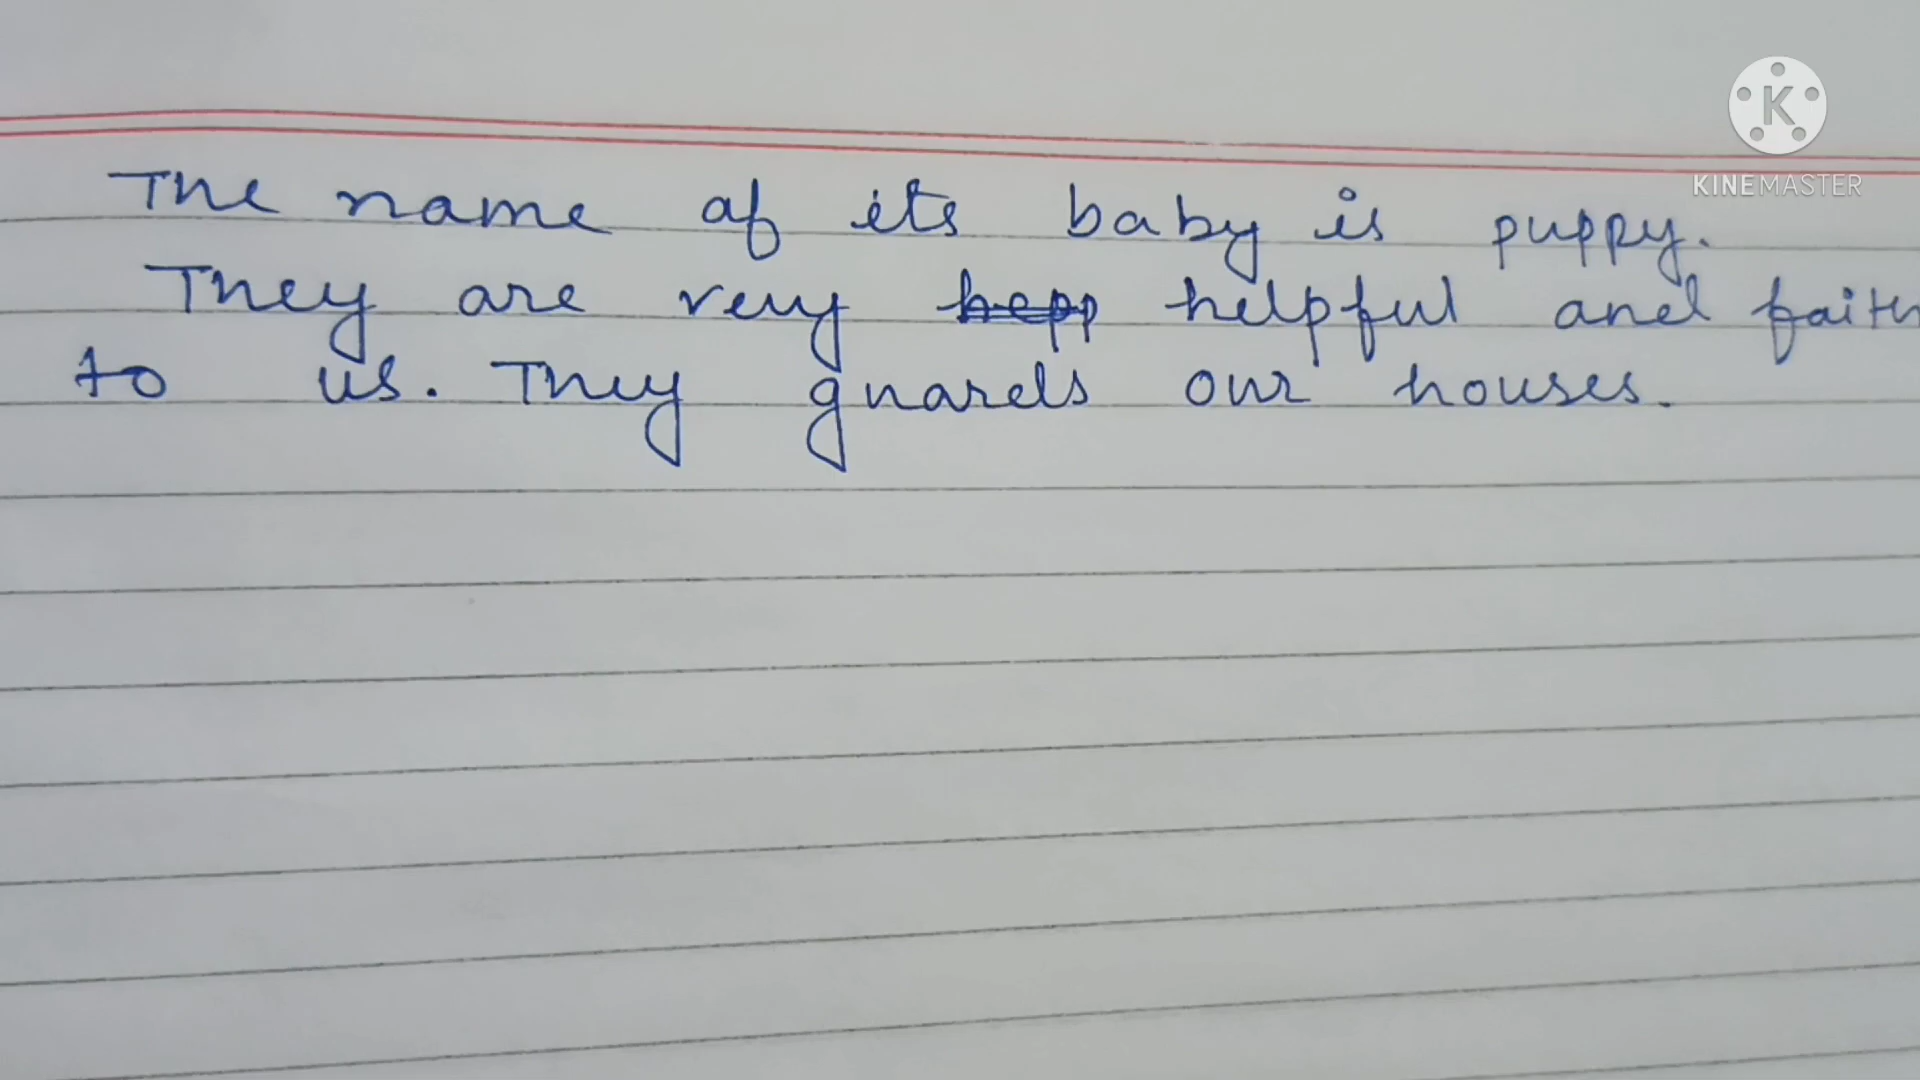 The name of its baby is puppy.
They are very hepp helpful and faith
to us. They guards our houses.
K
KINEMASTER